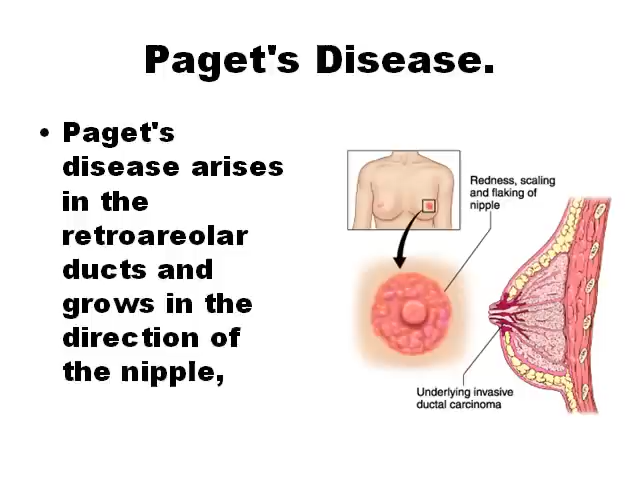 Paget's Disease.
• Paget's
disease arises
in the
retroareolar
ducts and
grows in the
direction of
the nipple,
Redness, scaling
and flaking of
nipple
Underlying invasive
ductal carcinoma